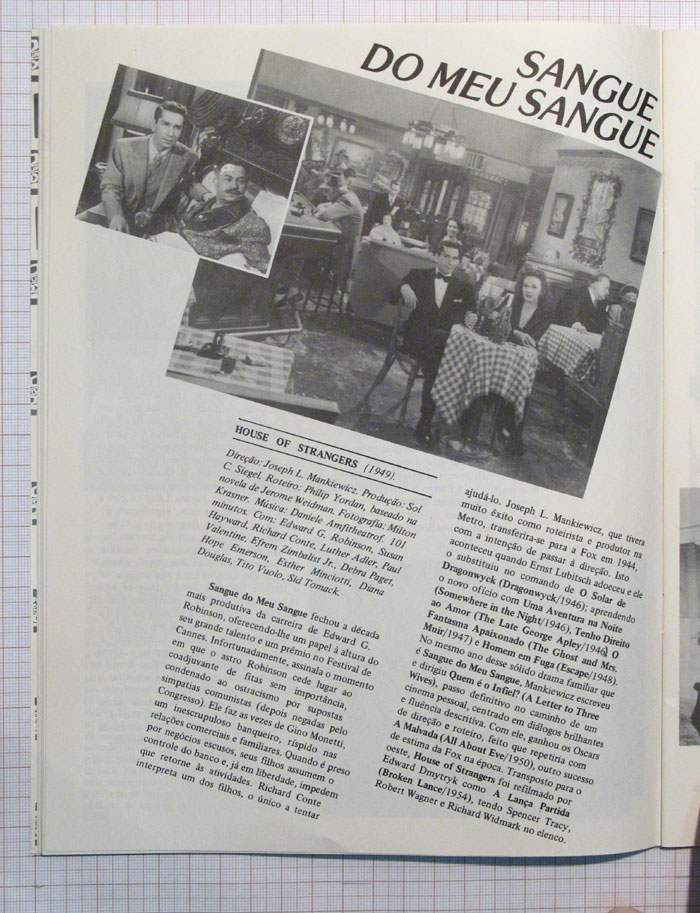 SANGUE
DO MEU SANGUE
HOUSE OF STRANGERS (1949).
Direção: Joseph L. Mankiewicz. Produção: Sol
C. Siegel. Roteiro: Philip Yordan, baseado na
novela de Jerome Weidman. Fotografia: Milton
Krasner. Música: Daniele Amfitheatrof. 101
minutos. Com: Edward G. Robinson, Susan
Hayward, Richard Conte, Luther Adler, Paul
Valentine, Efrem Zimbalist Jr., Debra Paget,
Hope Emerson, Esther Minciotti, Diana
Douglas, Tito Vuolo, Sid Tomack.
Sangue do Meu Sangue fechou a década
mais produtiva da carreira de Edward G.
Robinson, oferecendo-lhe um papel à altura do
seu grande talento e um prêmio no Festival de
Cannes. Infortunadamente, assinala o momento
em que o astro Robinson cede lugar ao
coadjuvante de fitas sem importância,
condenado ao ostracismo por supostas
simpatias comunistas (depois negadas pelo
Congresso). Ele faz as vezes de Gino Monetti,
um inescrupuloso banqueiro, ríspido nas
relações comerciais e familiares. Quando é preso
por negócios escusos, seus filhos assumem o
controle do banco e, já em liberdade, impedem
que retorne às atividades. Richard Conte
interpreta um dos filhos, o único a tentar
ajudá-lo. Joseph L. Mankiewicz, que tivera
muito êxito como roteirista e produtor na
Metro, transferira-se para a Fox em 1944,
com a intenção de passar à direção. Isto
aconteceu quando Ernst Lubitsch adoeceu e ele
o substituiu no comando de O Solar de
Dragonwyck (Dragonwyck/1946); aprendendo
o novo ofício com Uma Aventura na Noite
(Somewhere in the Night/1946), Tenho Direito
ao Amor (The Late George Apley/1946), O
Fantasma Apaixonado (The Ghost and Mrs.
Muir/1947) e Homem em Fuga (Escape/1948).
No mesmo ano desse sólido drama familiar que
é Sangue do Meu Sangue, Mankiewicz escreveu
e dirigiu Quem é o Infiel? (A Letter to Three
Wives), passo definitivo no caminho de um
cinema pessoal, centrado em diálogos brilhantes
e fluência descritiva. Com ele, ganhou os Oscars
de direção e roteiro, feito que repetiria com
A Malvada (All About Eve/1950), outro sucesso
de estima da Fox na época. Transposto para o
oeste, House of Strangers foi refilmado por
Edward Dmytryk como A Lança Partida
(Broken Lance/1954), tendo Spencer Tracy,
Robert Wagner e Richard Widmark no elenco.